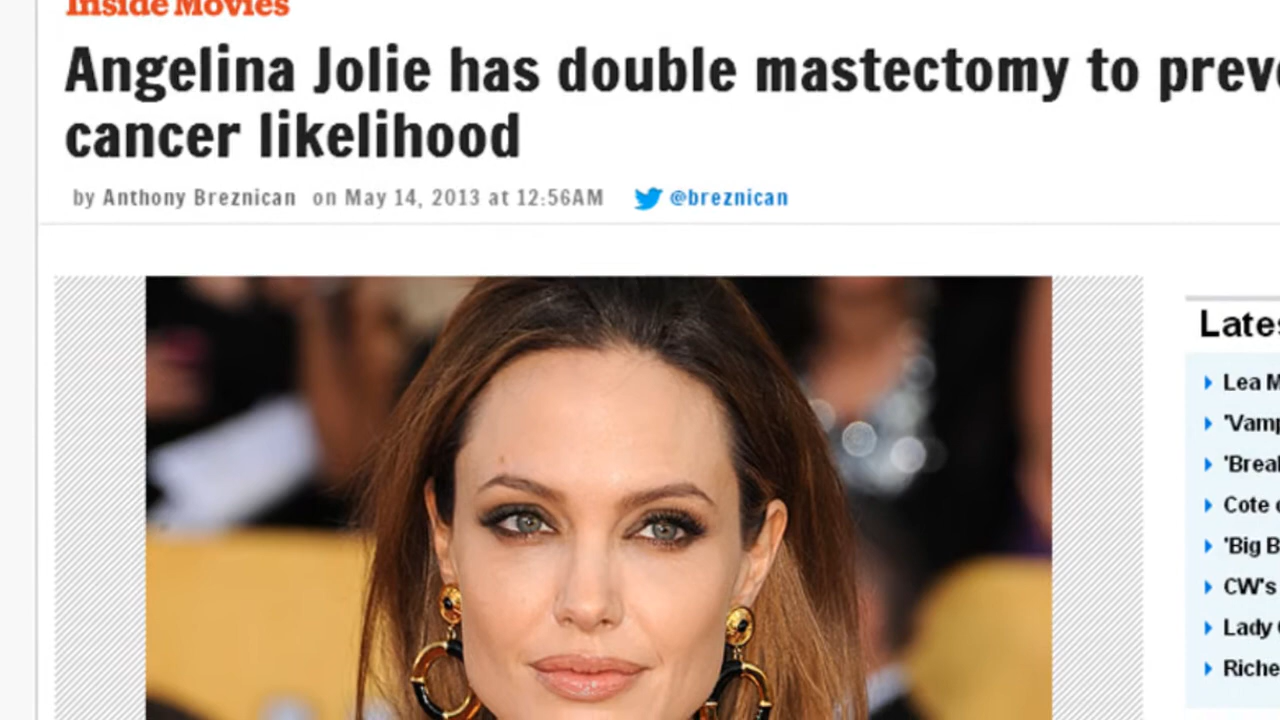 Inside Movies
Angelina Jolie has double mastectomy to prev
cancer likelihood
by Anthony Breznican on May 14, 2013 at 12:56AM @breznican
Lates
Lea M
'Vamp
'Brea
Cote
'Big B
CW's
Lady
Riche